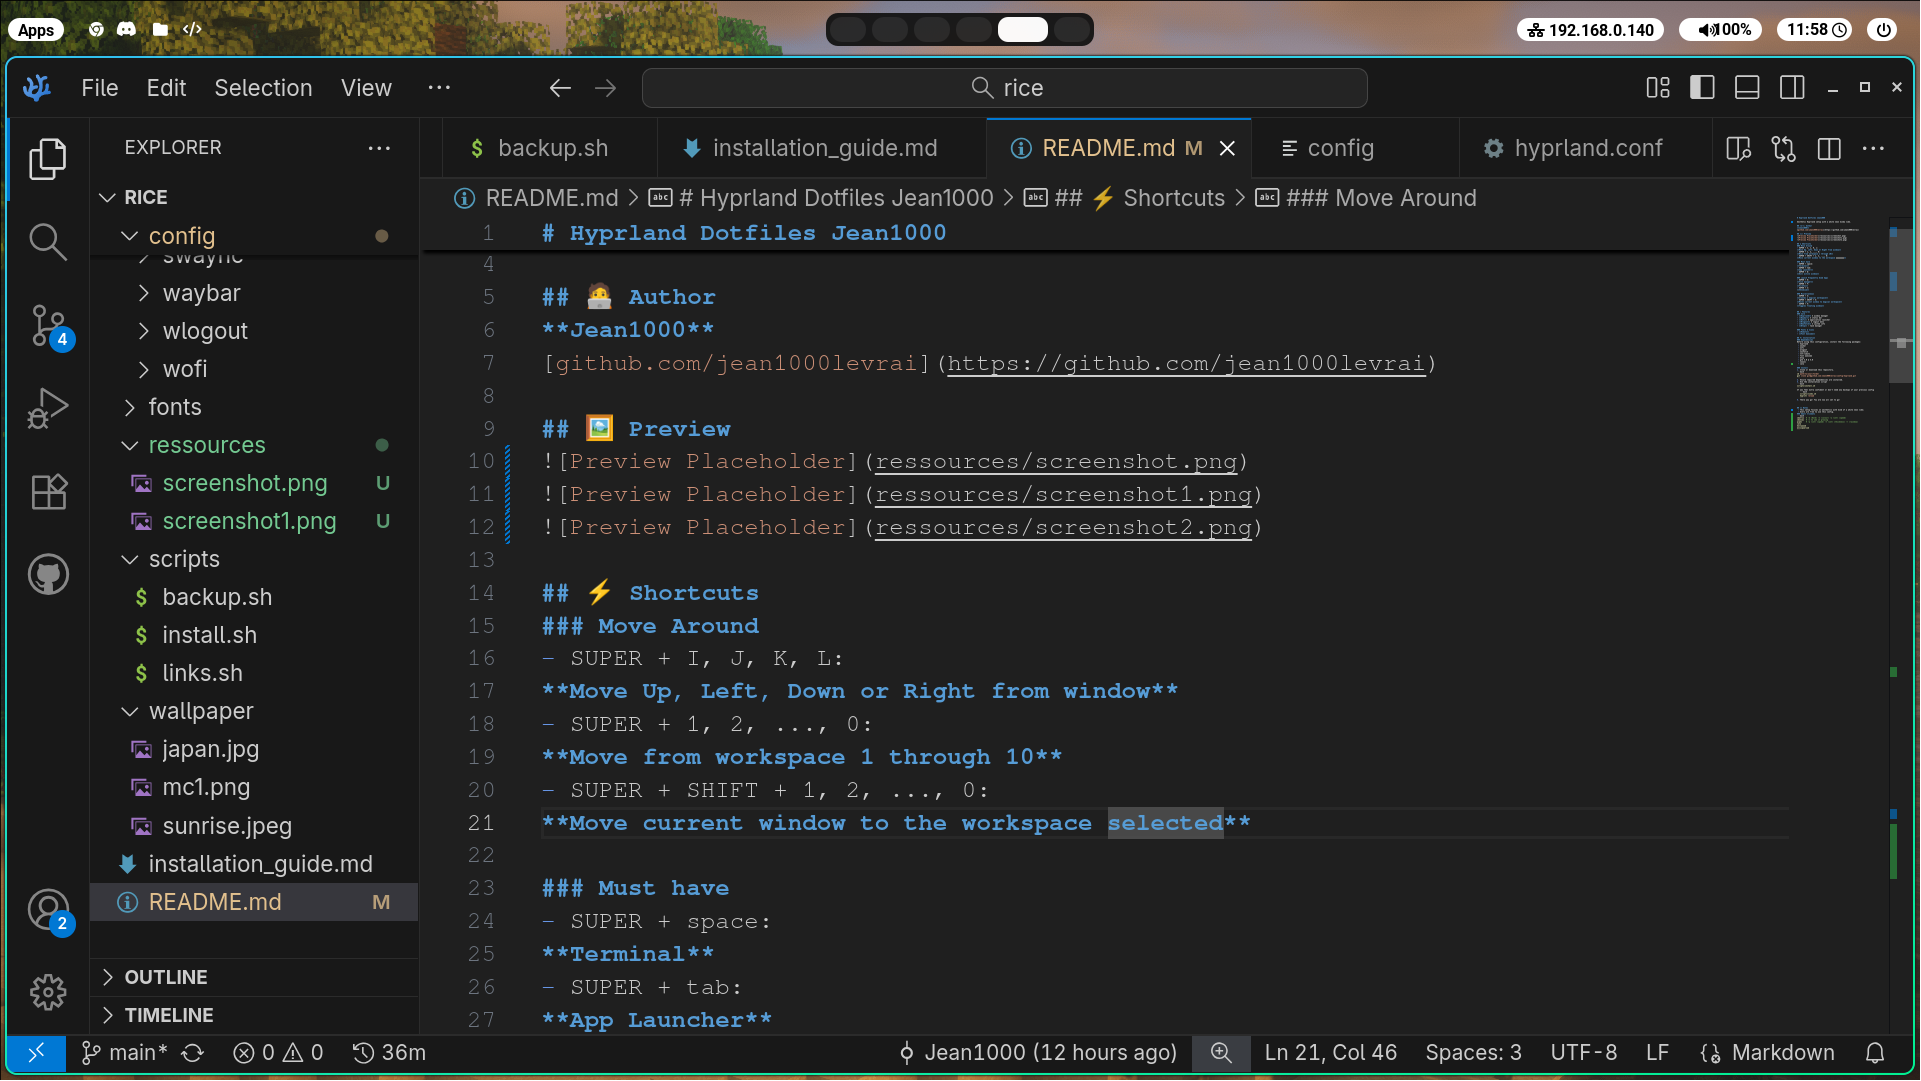 Apps
192.168.0.140
100%
11:58
File Edit Selection View ...
rice
EXPLORER
RICE
config
swaync
waybar
wlogout
wofi
fonts
ressources
screenshot.png U
screenshot1.png U
scripts
backup.sh
install.sh
links.sh
wallpaper
japan.jpg
mc1.png
sunrise.jpeg
installation_guide.md
README.md M
OUTLINE
TIMELINE
4
2
backup.sh
installation_guide.md
README.md M
config
hyprland.conf
README.md > # Hyprland Dotfiles Jean1000 > ## ⚡ Shortcuts > ### Move Around
1 # Hyprland Dotfiles Jean1000
4
5 ## 🧑‍💻 Author
6 **Jean1000**
7 [github.com/jean1000levrai](https://github.com/jean1000levrai)
8
9 ## 🖼️ Preview
10 ![Preview Placeholder](ressources/screenshot.png)
11 ![Preview Placeholder](ressources/screenshot1.png)
12 ![Preview Placeholder](ressources/screenshot2.png)
13
14 ## ⚡ Shortcuts
15 ### Move Around
16 - SUPER + I, J, K, L:
17 **Move Up, Left, Down or Right from window**
18 - SUPER + 1, 2, ..., 0:
19 **Move from workspace 1 through 10**
20 - SUPER + SHIFT + 1, 2, ..., 0:
21 **Move current window to the workspace selected**
22
23 ### Must have
24 - SUPER + space:
25 **Terminal**
26 - SUPER + tab:
27 **App Launcher**
main* 0 0 36m
Jean1000 (12 hours ago) Ln 21, Col 46 Spaces: 3 UTF-8 LF Markdown